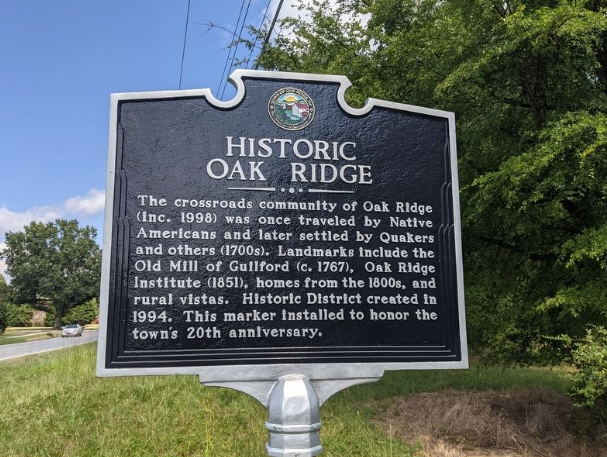 HISTORIC
OAK RIDGE
The crossroads community of Oak Ridge
(inc. 1998) was once traveled by Native
Americans and later settled by Quakers
and others (1700s). Landmarks include the
Old Mill of Guilford (c. 1767), Oak Ridge
Institute (1851), homes from the 1800s, and
rural vistas. Historic District created in
1994. This marker installed to honor the
town's 20th anniversary.